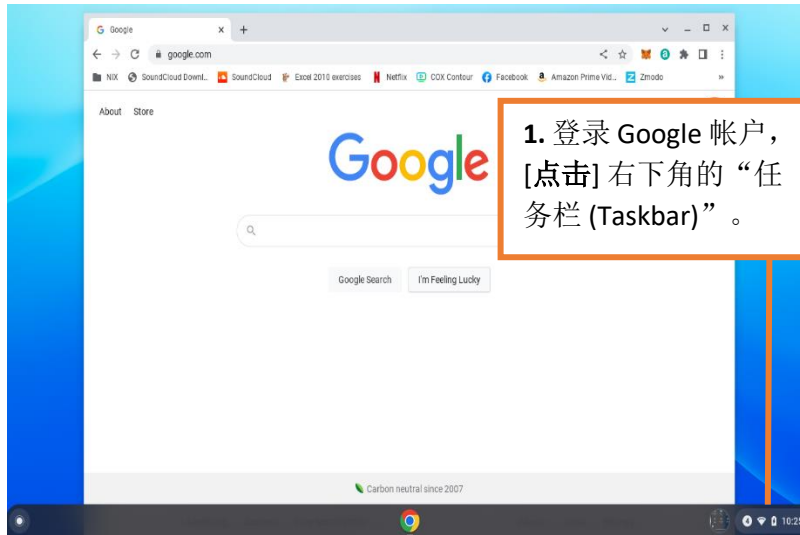 Google
google.com
NIX SoundCloud Downl... SoundCloud Excel 2010 exercises Netflix COX Contour Facebook Amazon Prime Vid... Zmodo »
About Store
Google
1. 登录 Google 帐户，
[点击] 右下角的“任
务栏 (Taskbar)”。
Google Search I'm Feeling Lucky
Carbon neutral since 2007
10:25